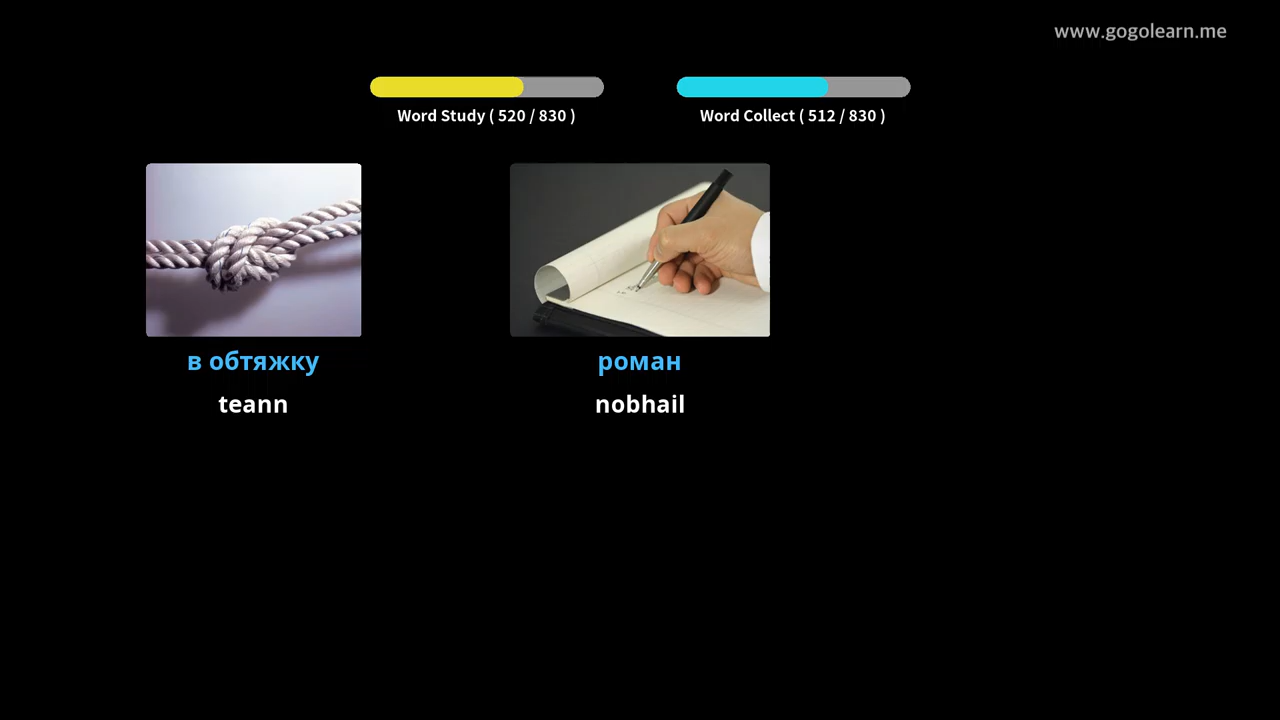 www.gogolearn.me
Word Study ( 520 / 830 )
Word Collect ( 512 / 830 )
в обтяжку
teann
роман
nobhail